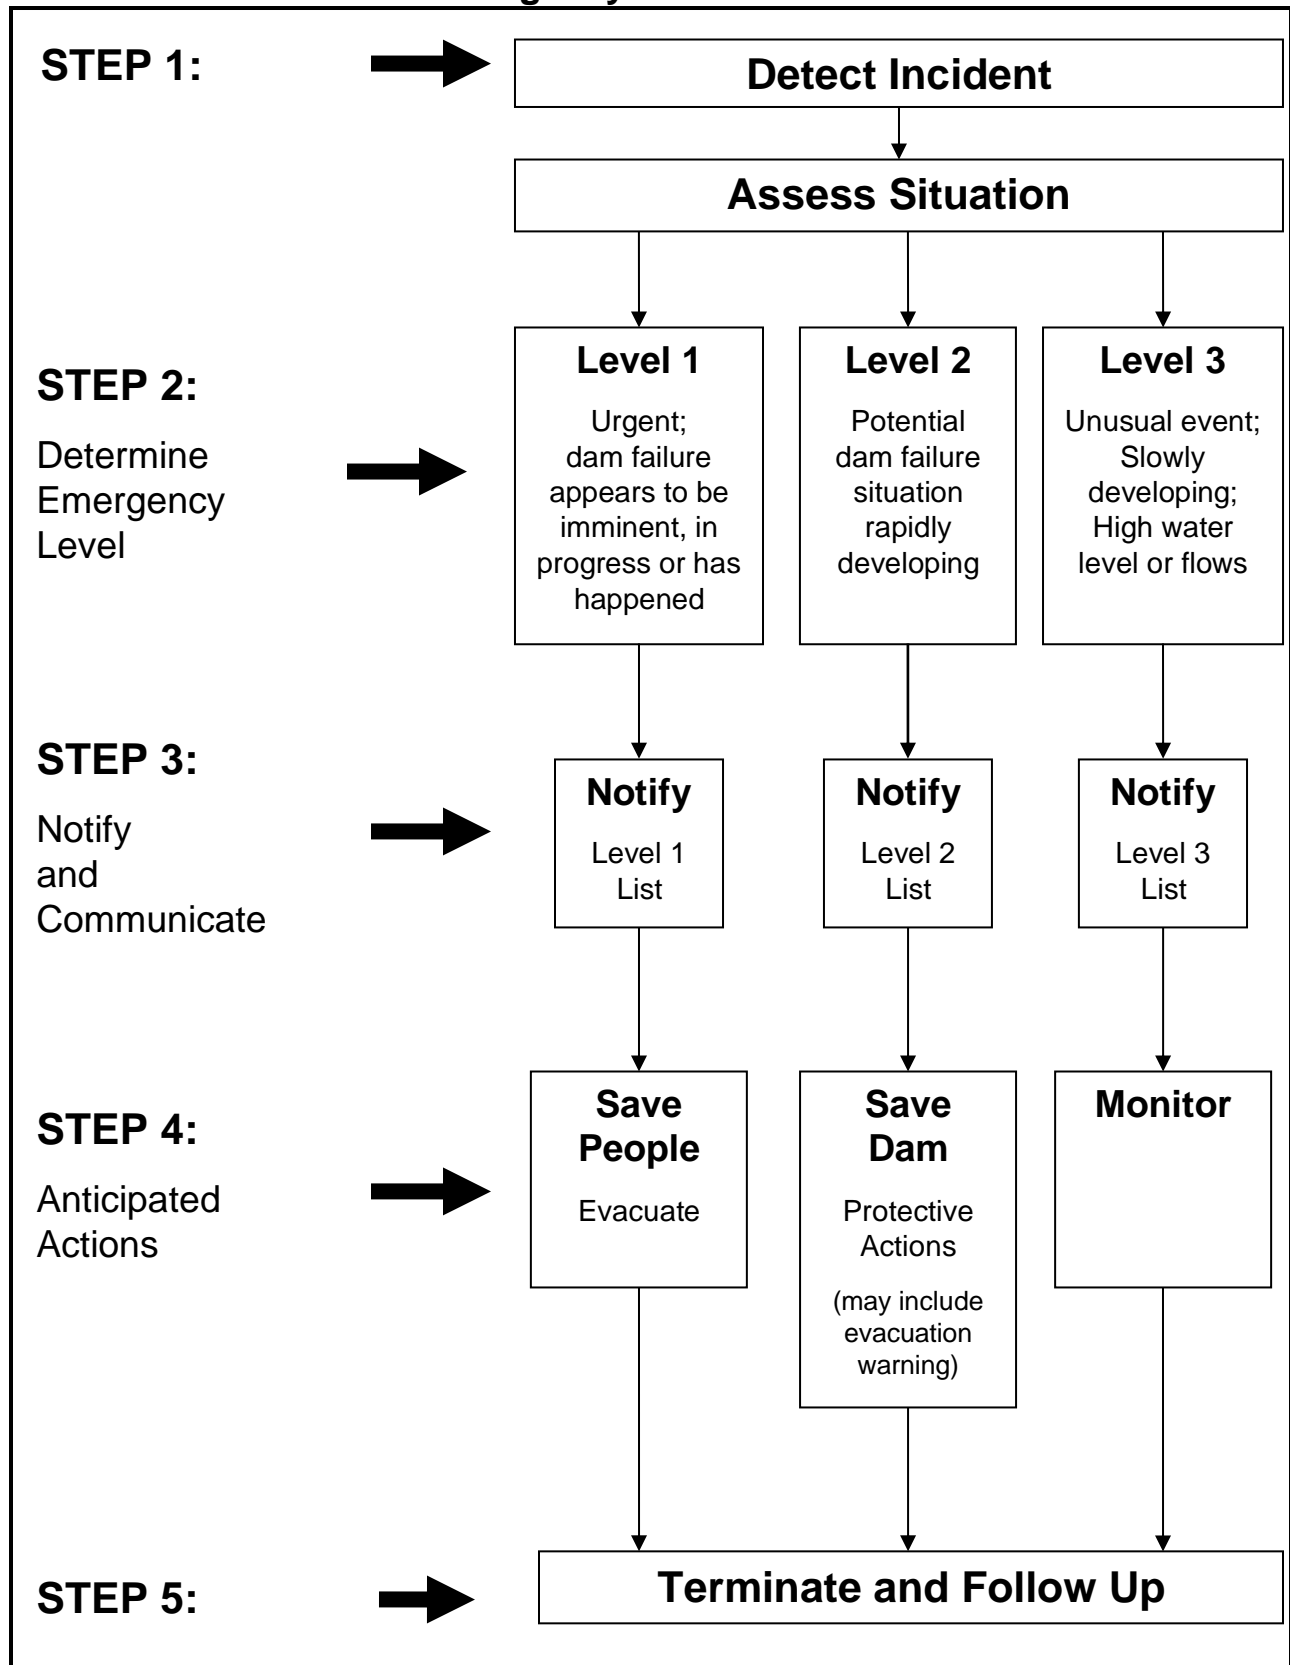 STEP 1:
Detect Incident
Assess Situation
STEP 2:
Determine
Emergency
Level
Level 1
Urgent;
dam failure
appears to be
imminent, in
progress or has
happened
Level 2
Potential
dam failure
situation
rapidly
developing
Level 3
Unusual event;
Slowly
developing;
High water
level or flows
STEP 3:
Notify
and
Communicate
Notify
Level 1
List
Notify
Level 2
List
Notify
Level 3
List
STEP 4:
Anticipated
Actions
Save
People
Evacuate
Save
Dam
Protective
Actions
(may include
evacuation
warning)
Monitor
STEP 5:
Terminate and Follow Up